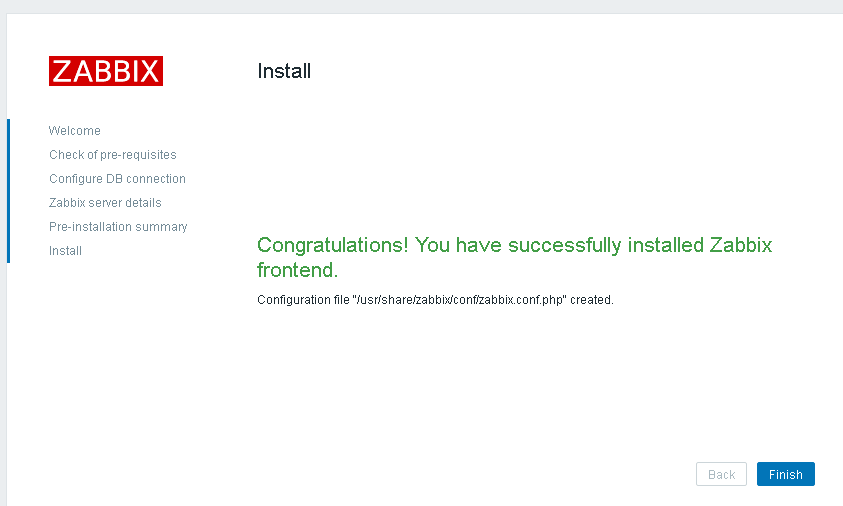 ZABBIX
Install
Welcome
Check of pre-requisites
Configure DB connection
Zabbix server details
Pre-installation summary
Install
Congratulations! You have successfully installed Zabbix
frontend.
Configuration file "/usr/share/zabbix/conf/zabbix.conf.php" created.
Back
Finish